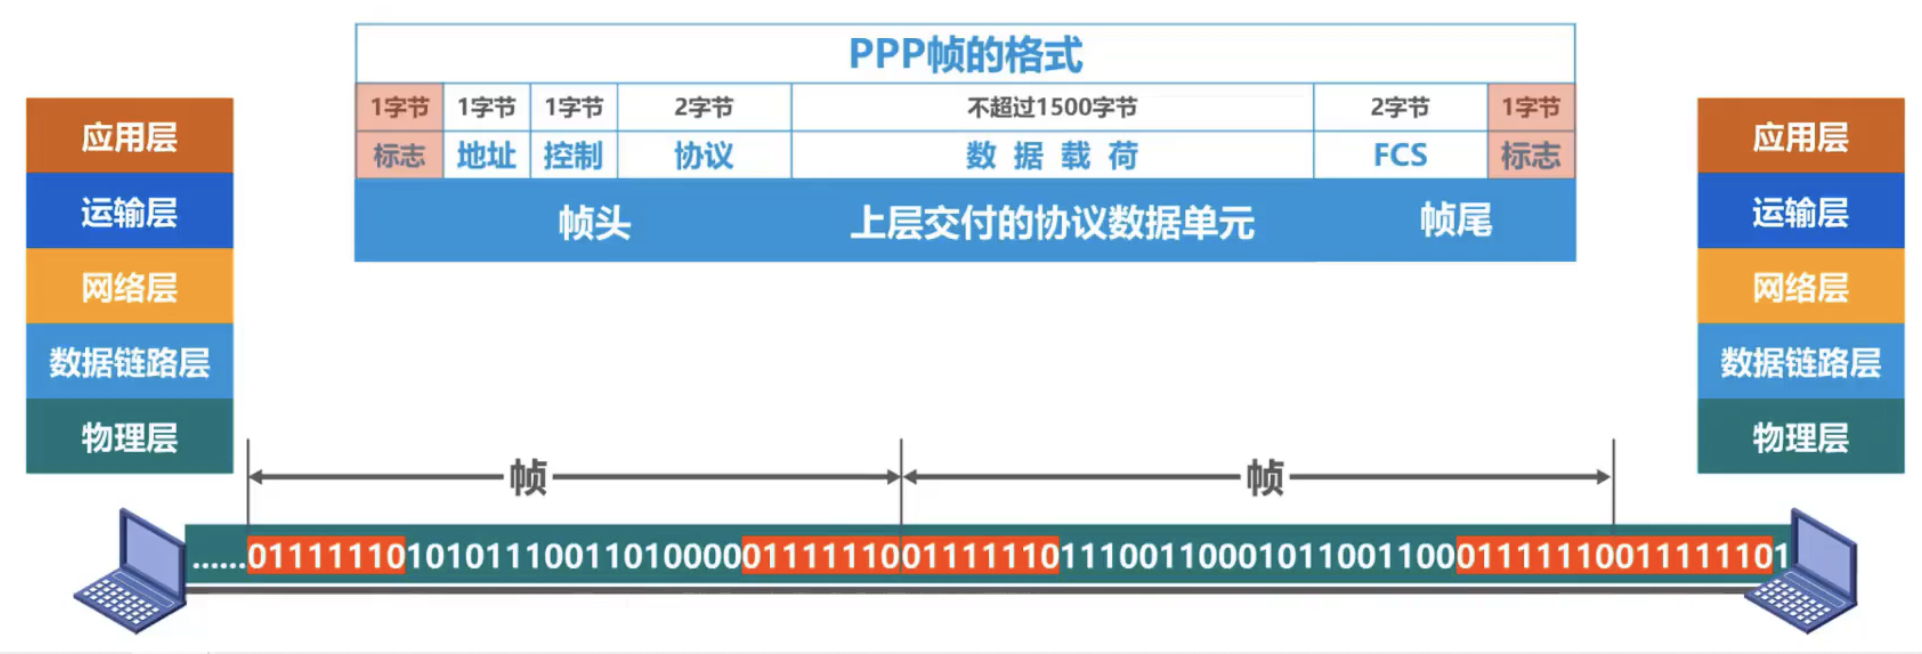 PPP帧的格式
1字节 1字节 1字节 2字节 不超过1500字节 2字节 1字节
标志 地址 控制 协议 数据载荷 FCS 标志
帧头 上层交付的协议数据单元 帧尾
应用层
运输层
网络层
数据链路层
物理层
应用层
运输层
网络层
数据链路层
物理层
帧 帧
......01111110101011100110100000111111001111110111001100010110011000111111001111101